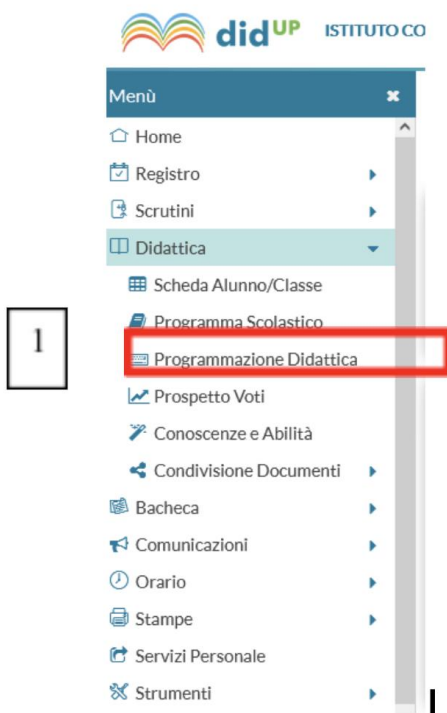 didUP ISTITUTO CO
Menù
Home
Registro
Scrutini
Didattica
Scheda Alunno/Classe
Programma Scolastico
1
Programmazione Didattica
Prospetto Voti
Conoscenze e Abilità
Condivisione Documenti
Bacheca
Comunicazioni
Orario
Stampe
Servizi Personale
Strumenti